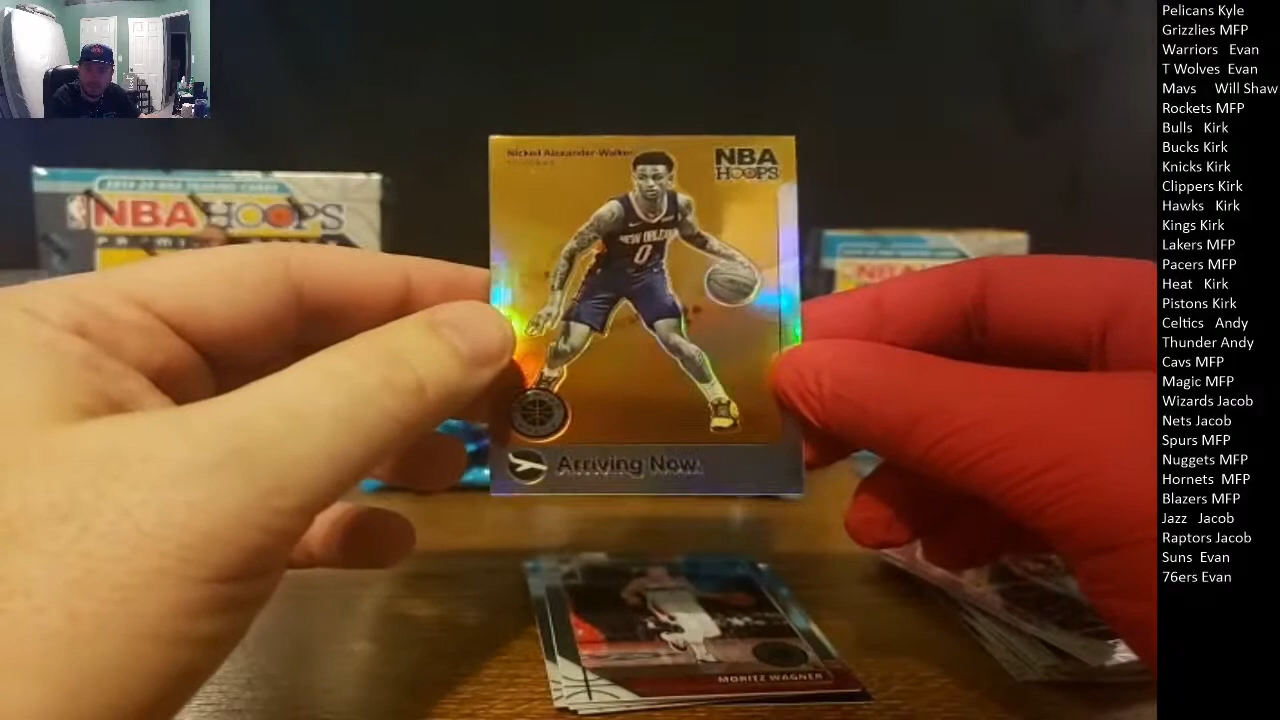 Nickeil Alexander-Walker
NBA
HOOPS
NEW ORLEANS
0
Arriving Now
NBA HOOPS
MORITZ WAGNER
Pelicans Kyle
Grizzlies MFP
Warriors Evan
T Wolves Evan
Mavs Will Shaw
Rockets MFP
Bulls Kirk
Bucks Kirk
Knicks Kirk
Clippers Kirk
Hawks Kirk
Kings Kirk
Lakers MFP
Pacers MFP
Heat Kirk
Pistons Kirk
Celtics Andy
Thunder Andy
Cavs MFP
Magic MFP
Wizards Jacob
Nets Jacob
Spurs MFP
Nuggets MFP
Hornets MFP
Blazers MFP
Jazz Jacob
Raptors Jacob
Suns Evan
76ers Evan